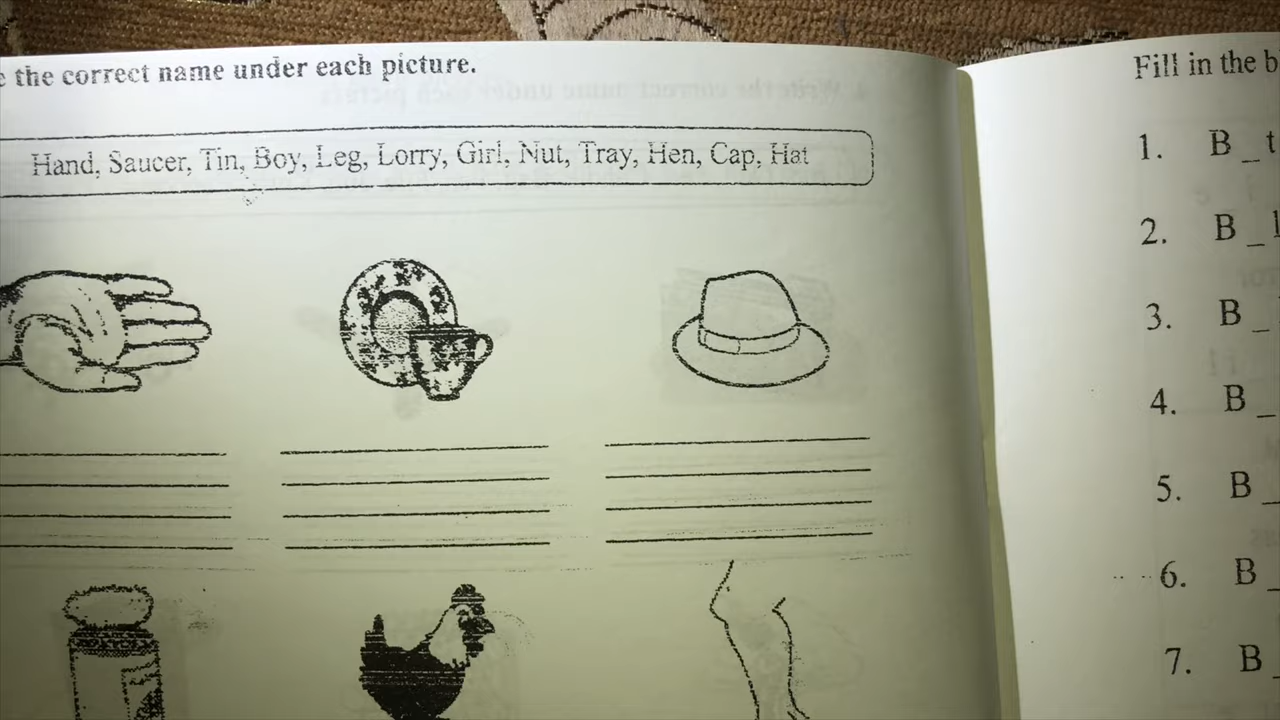 the correct name under each picture.
Hand, Saucer, Tin, Boy, Leg, Lorry, Girl, Nut, Tray, Hen, Cap, Hat
Fill in the b
1. B _ t
2. B _ l
3. B _
4. B _
5. B _
6. B _
7. B _